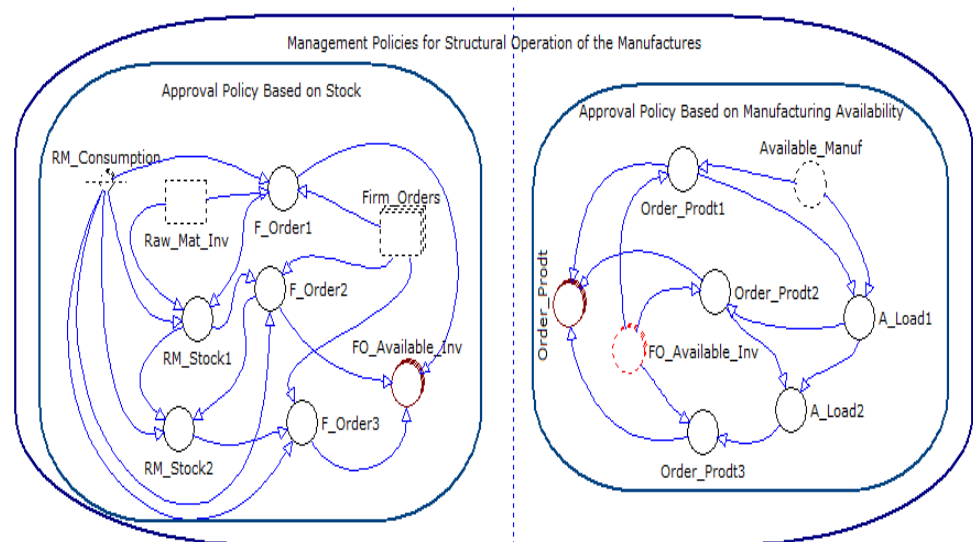 Management Policies for Structural Operation of the Manufactures
Approval Policy Based on Stock
RM_Consumption
Raw_Mat_Inv
F_Order1
Firm_Orders
F_Order2
RM_Stock1
FO_Available_Inv
F_Order3
RM_Stock2
Approval Policy Based on Manufacturing Availability
Available_Manuf
Order_Prodt1
Order_Prodt
Order_Prodt2
A_Load1
FO_Available_Inv
A_Load2
Order_Prodt3